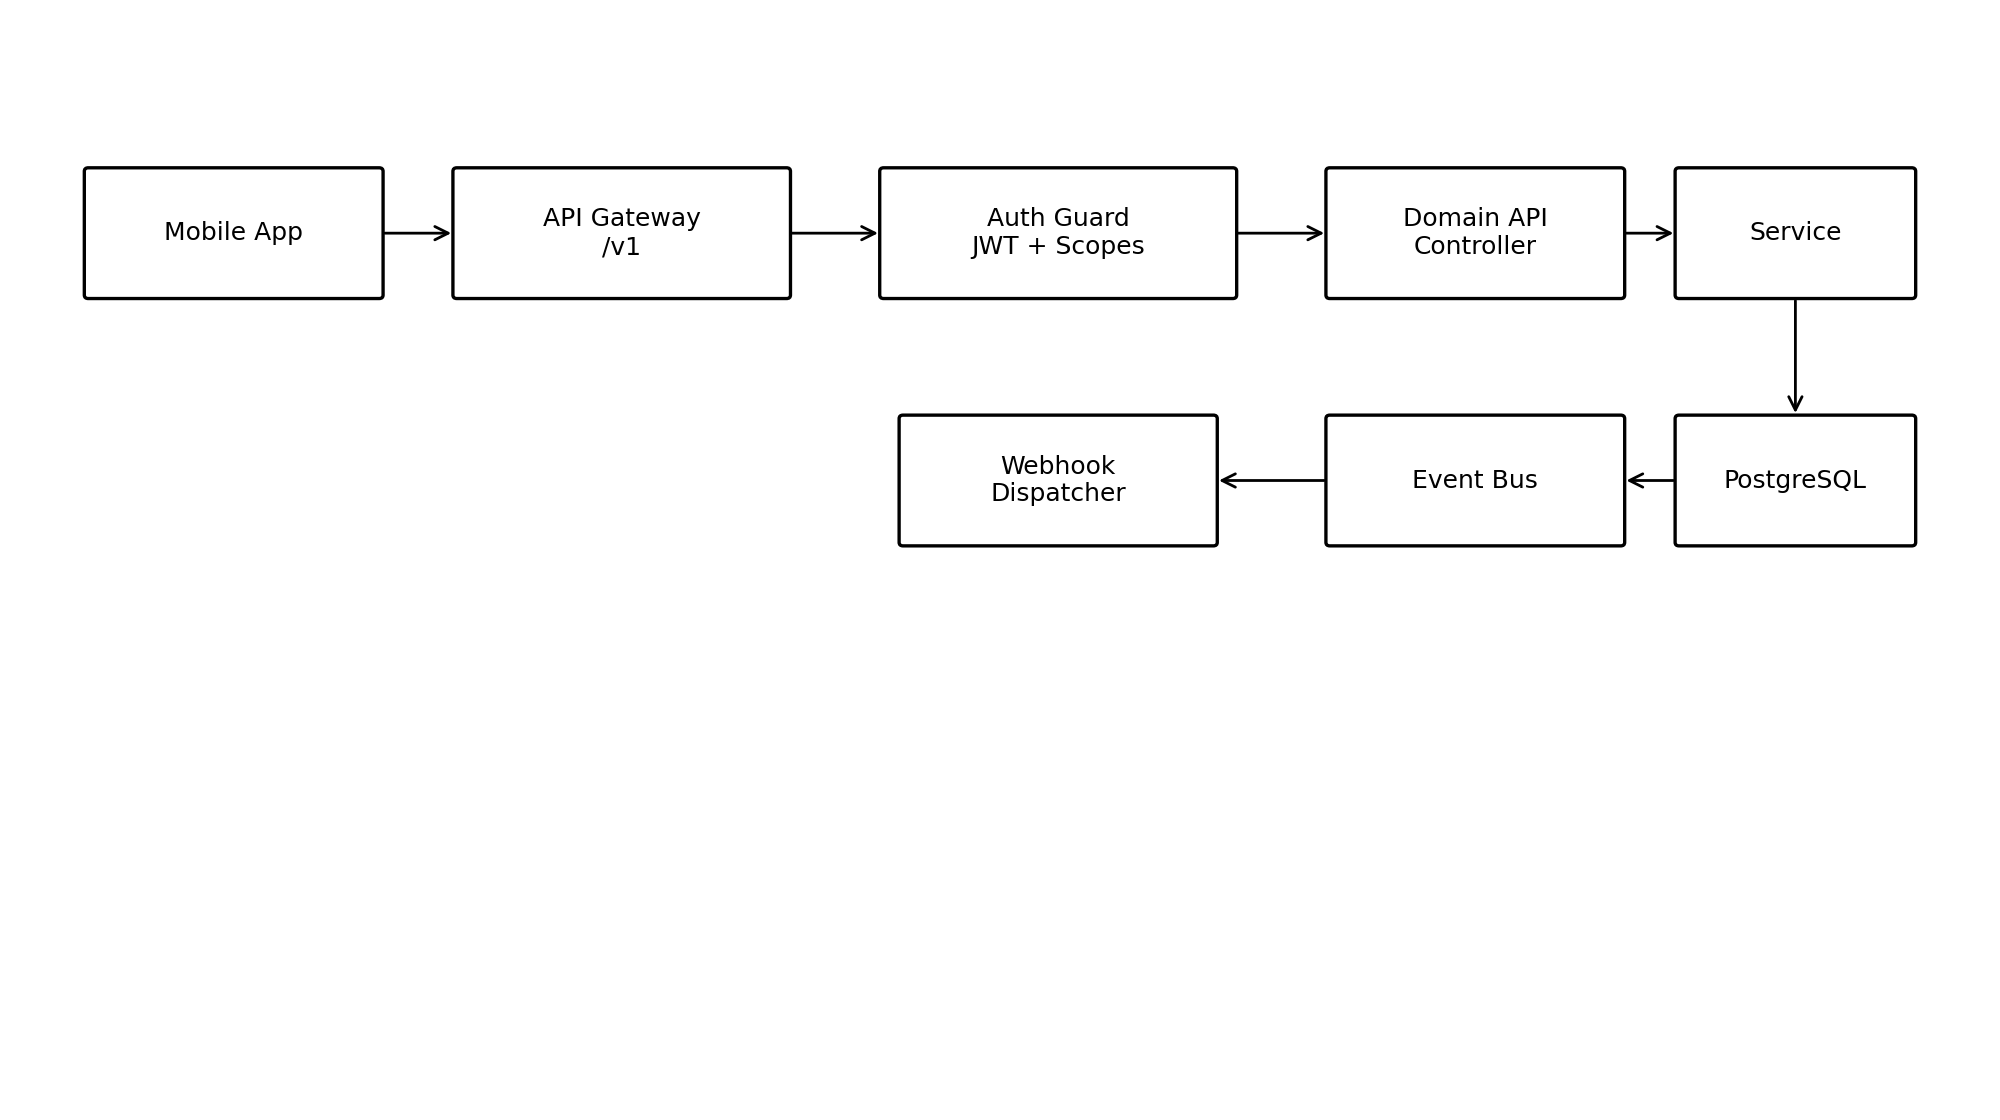 Mobile App
API Gateway
/v1
Auth Guard
JWT + Scopes
Domain API
Controller
Service
Webhook
Dispatcher
Event Bus
PostgreSQL